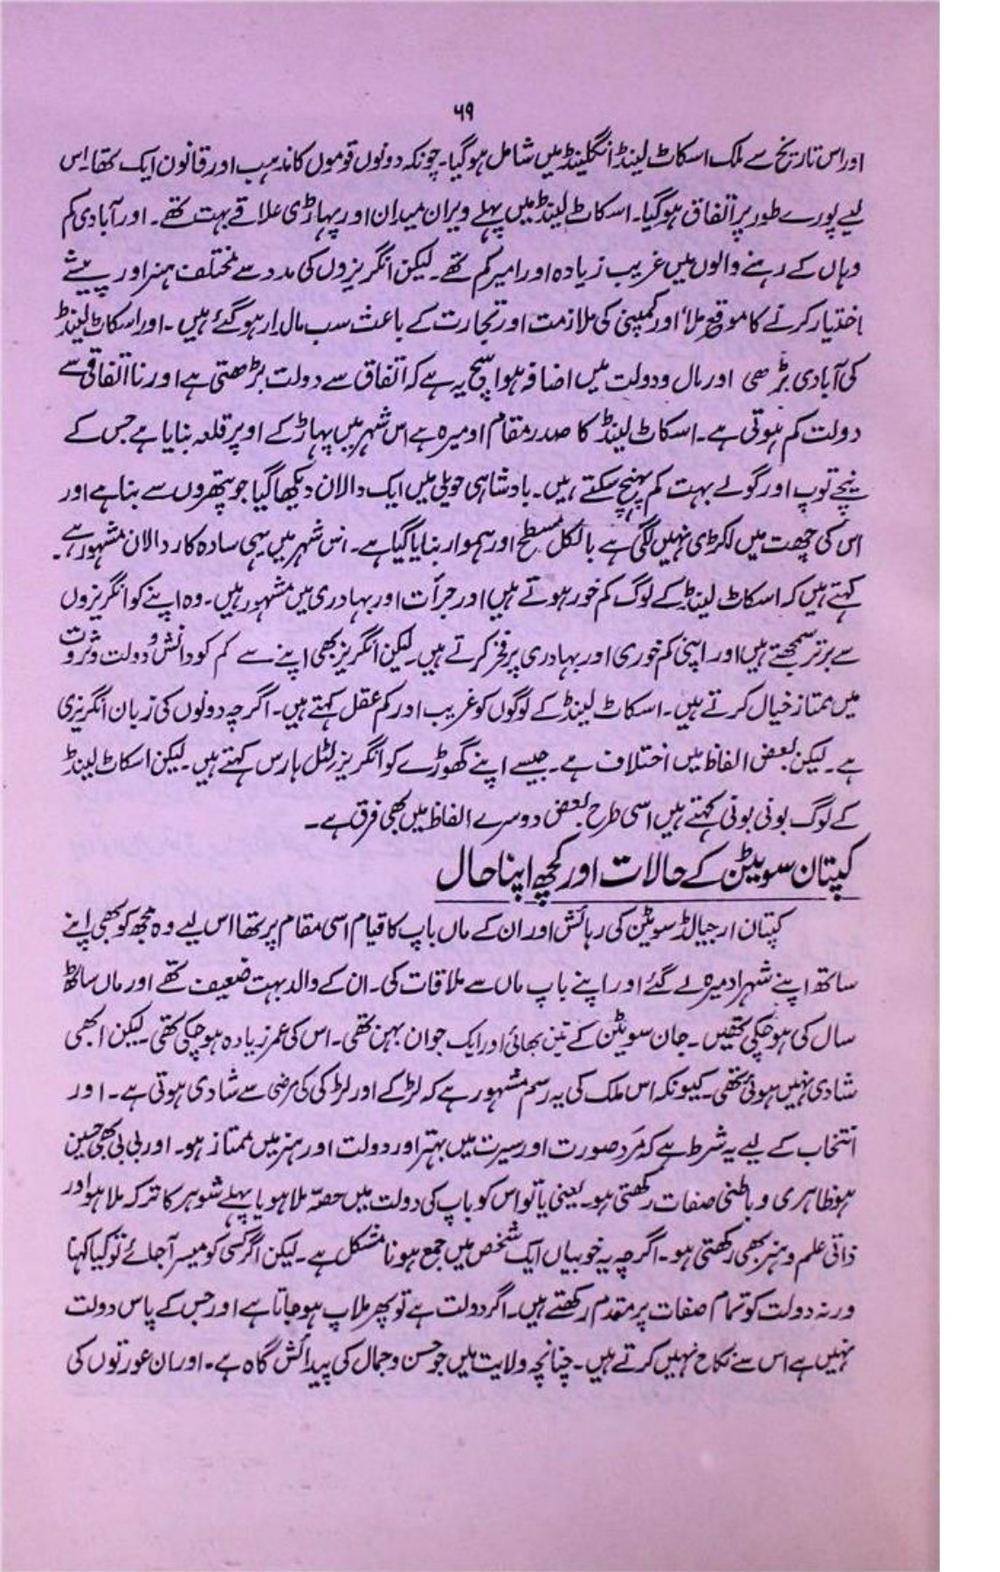 ۶۹
اور اس تاریخ سے ملک اسکاٹ لینڈ انگلینڈ میں شامل ہوگیا۔ چونکہ دونوں قوموں کا مذہب اور قانون ایک تھا۔ اس
لیے پورے طور پر اتفاق ہوگیا۔ اسکاٹ لینڈ میں پہلے ویران میدان اور پہاڑی علاقے بہت تھے۔ اور آبادی کم
وہاں کے رہنے والوں میں غریب زیادہ اور امیر کم تھے۔ لیکن انگریزوں کی مدد سے مختلف ہنر اور پیشے
اختیار کرنے کا موقع ملا، اور کمپنی کی ملازمت اور تجارت کے باعث سب مالدار ہوگئے ہیں۔ اور اسکاٹ لینڈ
کی آبادی بڑھی اور مال و دولت میں اضافہ ہوا سچ یہ ہے کہ اتفاق سے دولت بڑھتی ہے اور نااتفاقی سے
دولت کم ہوتی ہے۔ اسکاٹ لینڈ کا صدر مقام اومیرہ ہے اس شہر میں پہاڑ کے اوپر قلعہ بنایا ہے جس کے
نیچے توپ اور گولے بہت کم پہنچ سکتے ہیں۔ بادشاہی حویلی میں ایک دالان دیکھا گیا جو پتھروں سے بنا ہے اور
اس کی چھت میں لکڑی نہیں لگی ہے بالکل مسطح اور ہموار بنایا گیا ہے۔ اس شہر میں یہی سادہ کار دالان مشہور ہے۔
کہتے ہیں کہ اسکاٹ لینڈ کے لوگ کم خور ہوتے ہیں اور جرأت اور بہادری میں مشہور ہیں۔ وہ اپنے کو انگریزوں
سے برتر سمجھتے ہیں اور اپنی کم خوری اور بہادری پر فخر کرتے ہیں۔ لیکن انگریز بھی اپنے سے کم کو دانش و دولت و ثروت
میں ممتاز خیال کرتے ہیں۔ اسکاٹ لینڈ کے لوگوں کو غریب اور کم عقل کہتے ہیں۔ اگرچہ دونوں کی زبان انگریزی
ہے۔ لیکن بعض الفاظ میں اختلاف ہے۔ جیسے اپنے گھوڑے کو انگریز لٹل ہارس کہتے ہیں۔ لیکن اسکاٹ لینڈ
کے لوگ بونی بونی کہتے ہیں اسی طرح بعض دوسرے الفاظ میں بھی فرق ہے۔
کپتان سویٹن کے حالات اور کچھ اپنا حال
کپتان ارجبالڈ سویٹن کی رہائش اور ان کے ماں باپ کا قیام اسی مقام پر تھا اس لیے وہ مجھ کو بھی اپنے
ساتھ اپنے شہر ادمیرہ لے گئے اور اپنے باپ ماں سے ملاقات کی۔ ان کے والد بہت ضعیف تھے اور ماں ساٹھ
سال کی ہوچکی تھیں۔ جان سویٹن کے تین بھائی اور ایک جوان بہن تھی۔ اس کی عمر زیادہ ہوچکی تھی۔ لیکن ابھی
شادی نہیں ہوئی تھی۔ کیونکہ اس ملک کی یہ رسم مشہور ہے کہ لڑکے اور لڑکی کی مرضی سے شادی ہوتی ہے۔ اور
انتخاب کے لیے یہ شرط ہے کہ مرد صورت اور سیرت میں بہتر اور دولت اور ہنر میں ممتاز ہو۔ اور بی بی بھی حسین
ہو ظاہری و باطنی صفات رکھتی ہو۔ یعنی یا تو اس کو باپ کی دولت میں حصّہ ملا ہو یا پہلے شوہر کا ترکہ ملا ہو اور
ذاتی علم و ہنر بھی رکھتی ہو۔ اگرچہ یہ خوبیاں ایک شخص میں جمع ہونا مشکل ہے۔ لیکن اگر کسی کو میسر آجائے تو کیا کہنا
ورنہ دولت کو تمام صفات پر مقدم رکھتے ہیں۔ اگر دولت ہے تو پھر ملاپ ہوجاتا ہے اور جس کے پاس دولت
نہیں ہے اس سے نکاح نہیں کرتے ہیں۔ چنانچہ ولایت میں جو حسن و جمال کی پیدائش گاہ ہے۔ اور ان عورتوں کی